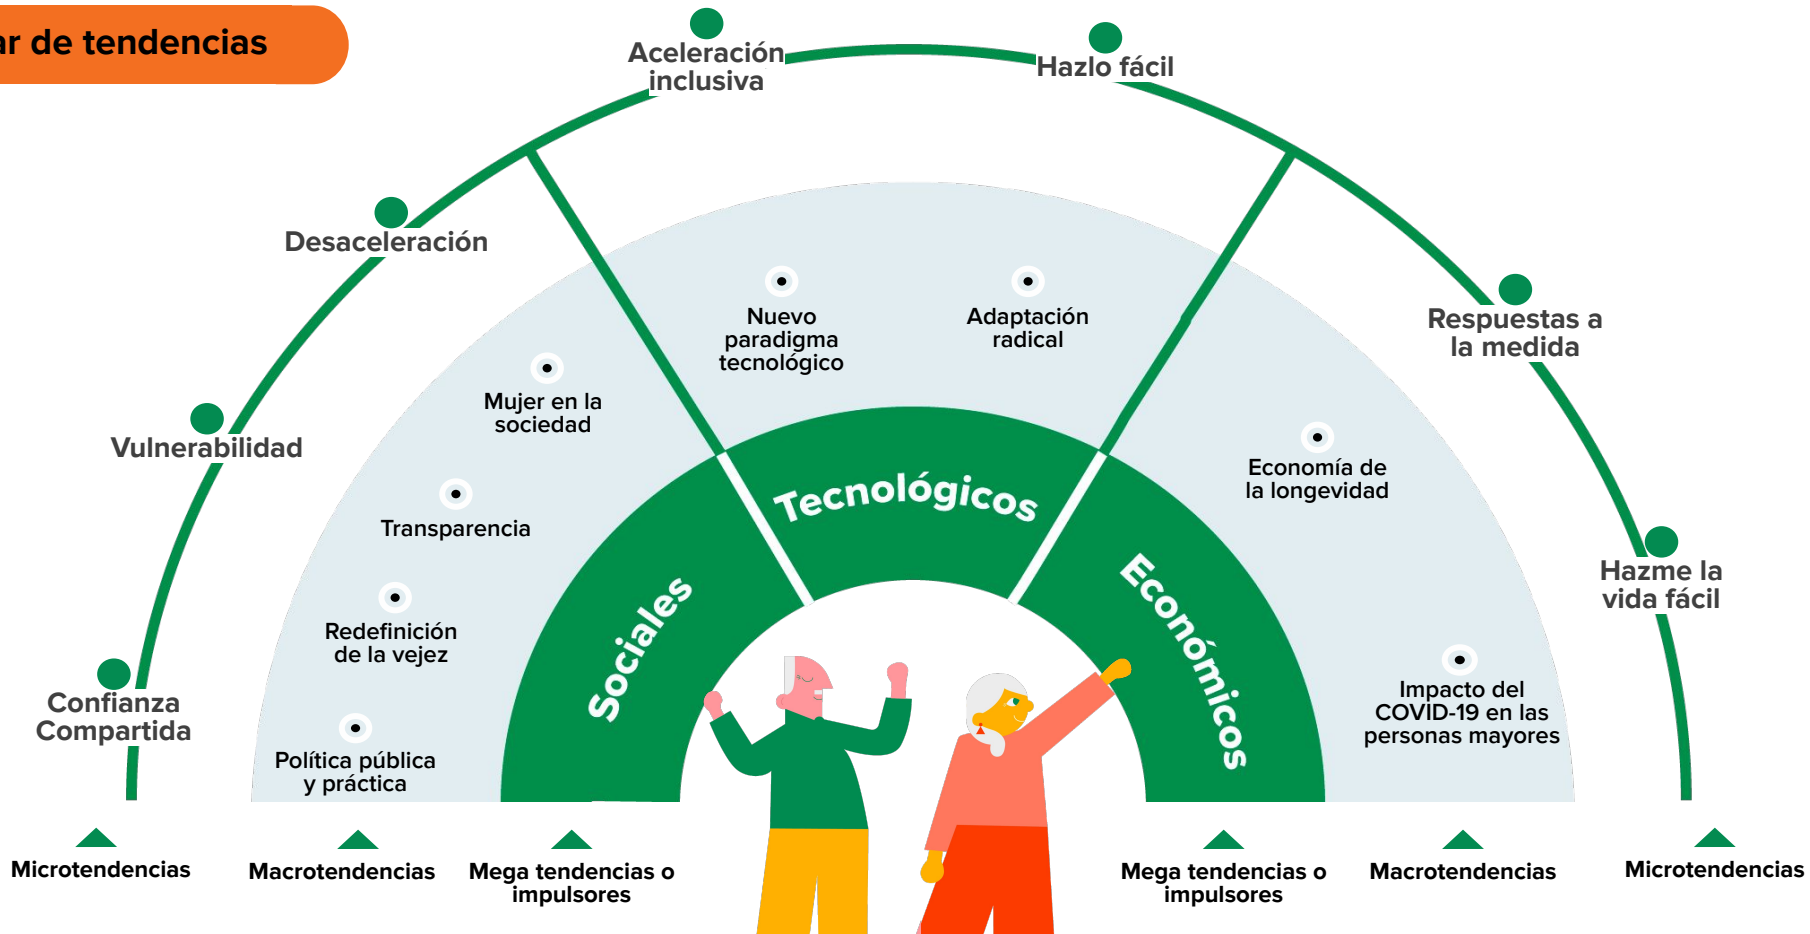 ar de tendencias
Aceleración
inclusiva
Hazlo fácil
Desaceleración
Respuestas a
la medida
Vulnerabilidad
Hazme la
vida fácil
Confianza
Compartida
Nuevo
paradigma
tecnológico
Adaptación
radical
Mujer en la
sociedad
Economía de
la longevidad
Transparencia
Redefinición
de la vejez
Impacto del
COVID-19 en las
personas mayores
Política pública
y práctica
Sociales
Tecnológicos
Económicos
Microtendencias
Macrotendencias
Mega tendencias o
impulsores
Mega tendencias o
impulsores
Macrotendencias
Microtendencias